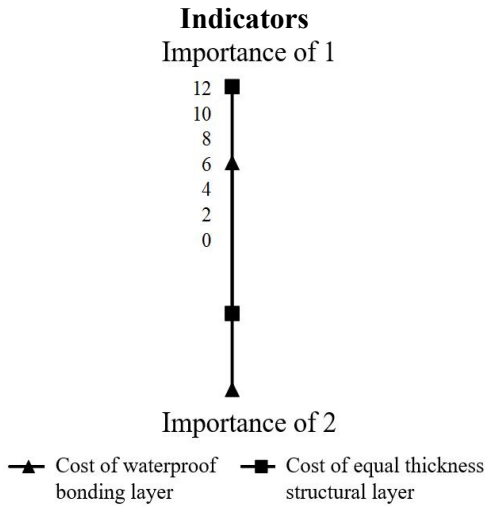 Indicators
Importance of 1
12
10
8
6
4
2
0
Importance of 2
Cost of waterproof bonding layer
Cost of equal thickness structural layer